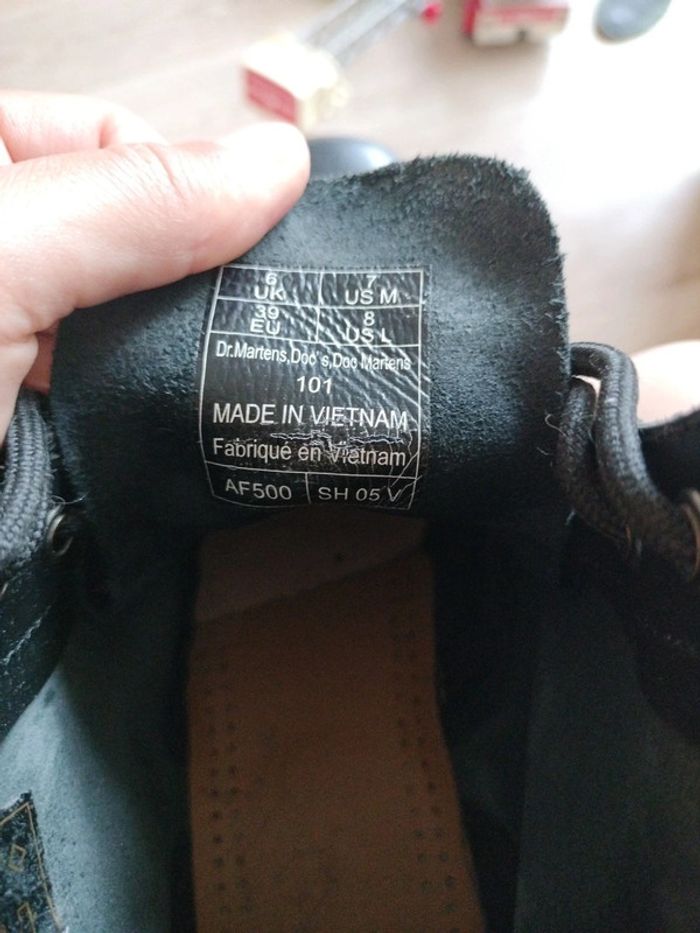 6 7
UK US M
39 8
EU US L
Dr.Martens,Doc's,Doc Martens
101
MADE IN VIETNAM
Fabriqué en Vietnam
AF500 SH 05 V